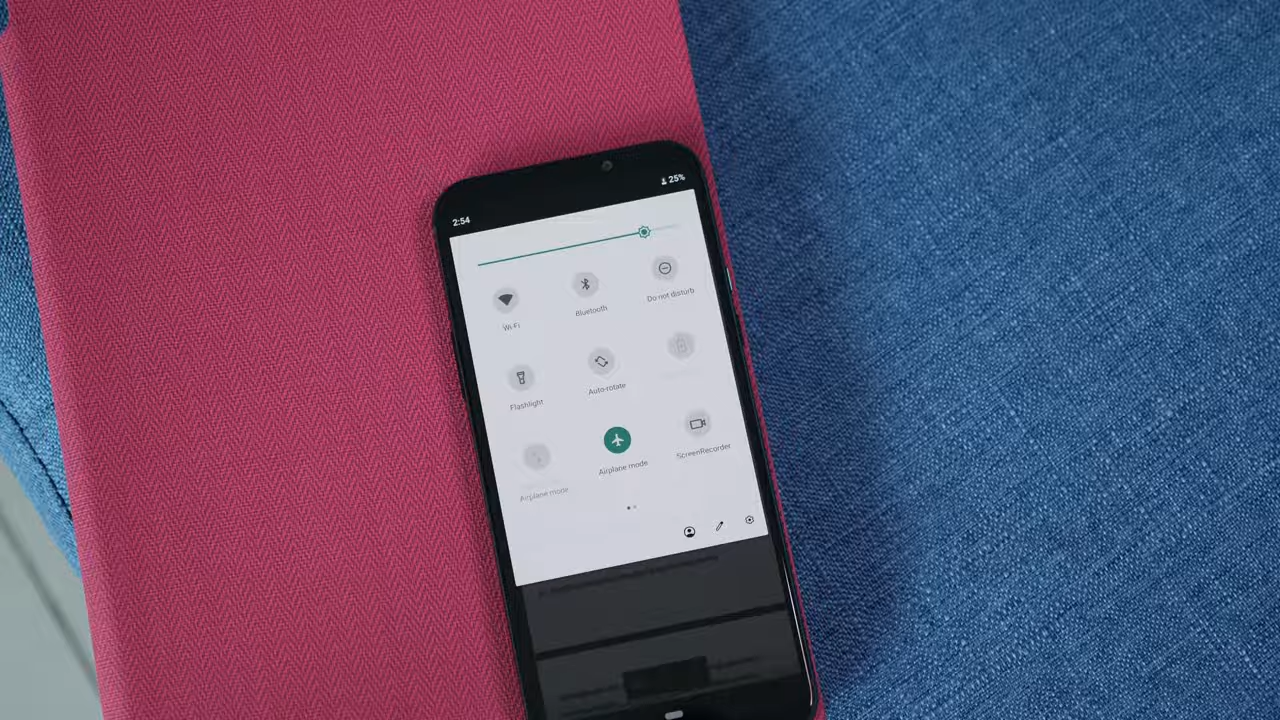 2:54
25%
Wi-Fi
Bluetooth
Do not disturb
Flashlight
Auto-rotate
Airplane mode
Airplane mode
ScreenRecorder